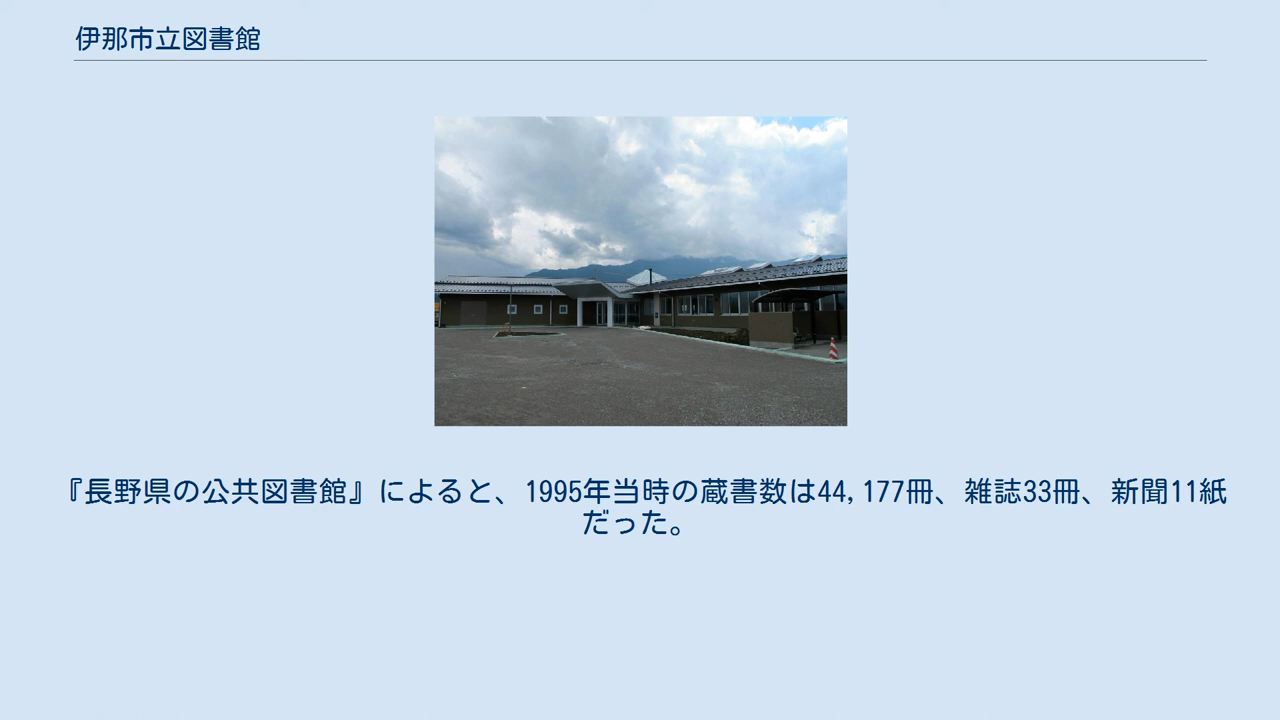 伊那市立図書館
『長野県の公共図書館』によると、1995年当時の蔵書数は44,177冊、雑誌33冊、新聞11紙
だった。